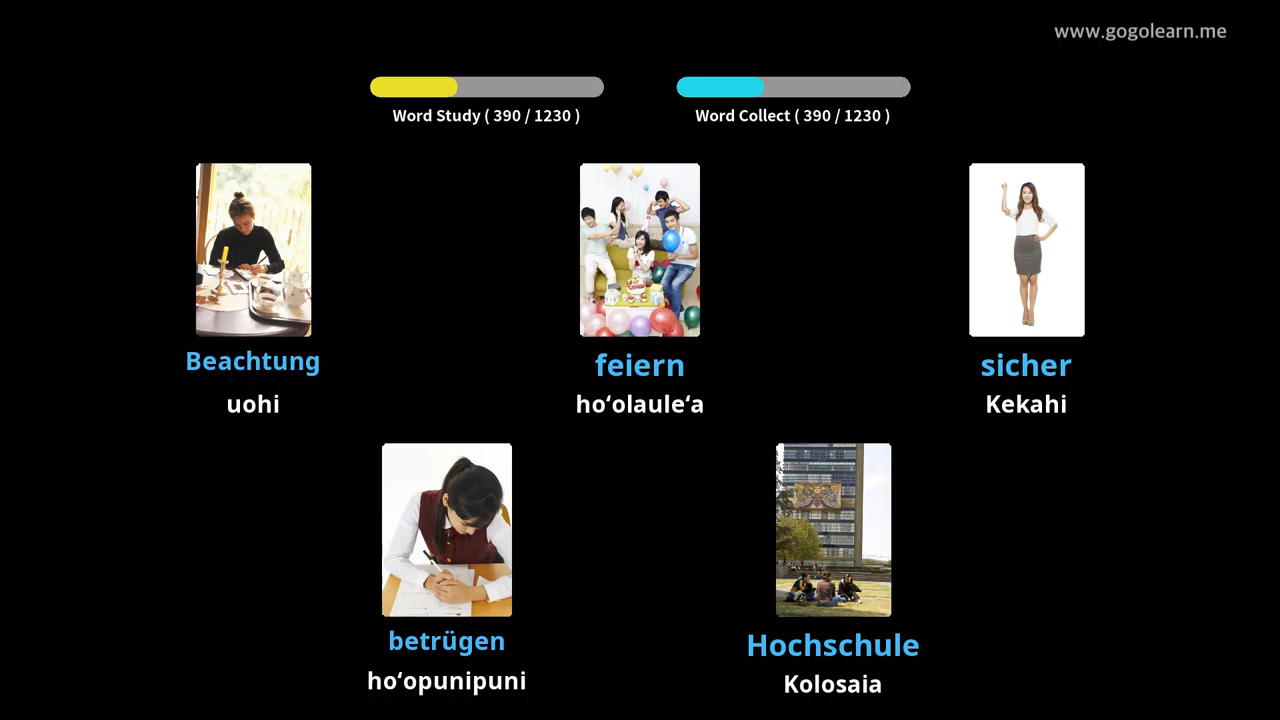 www.gogolearn.me
Word Study ( 390 / 1230 )
Word Collect ( 390 / 1230 )
Beachtung
uohi
feiern
hoʻolauleʻa
sicher
Kekahi
betrügen
hoʻopunipuni
Hochschule
Kolosaia